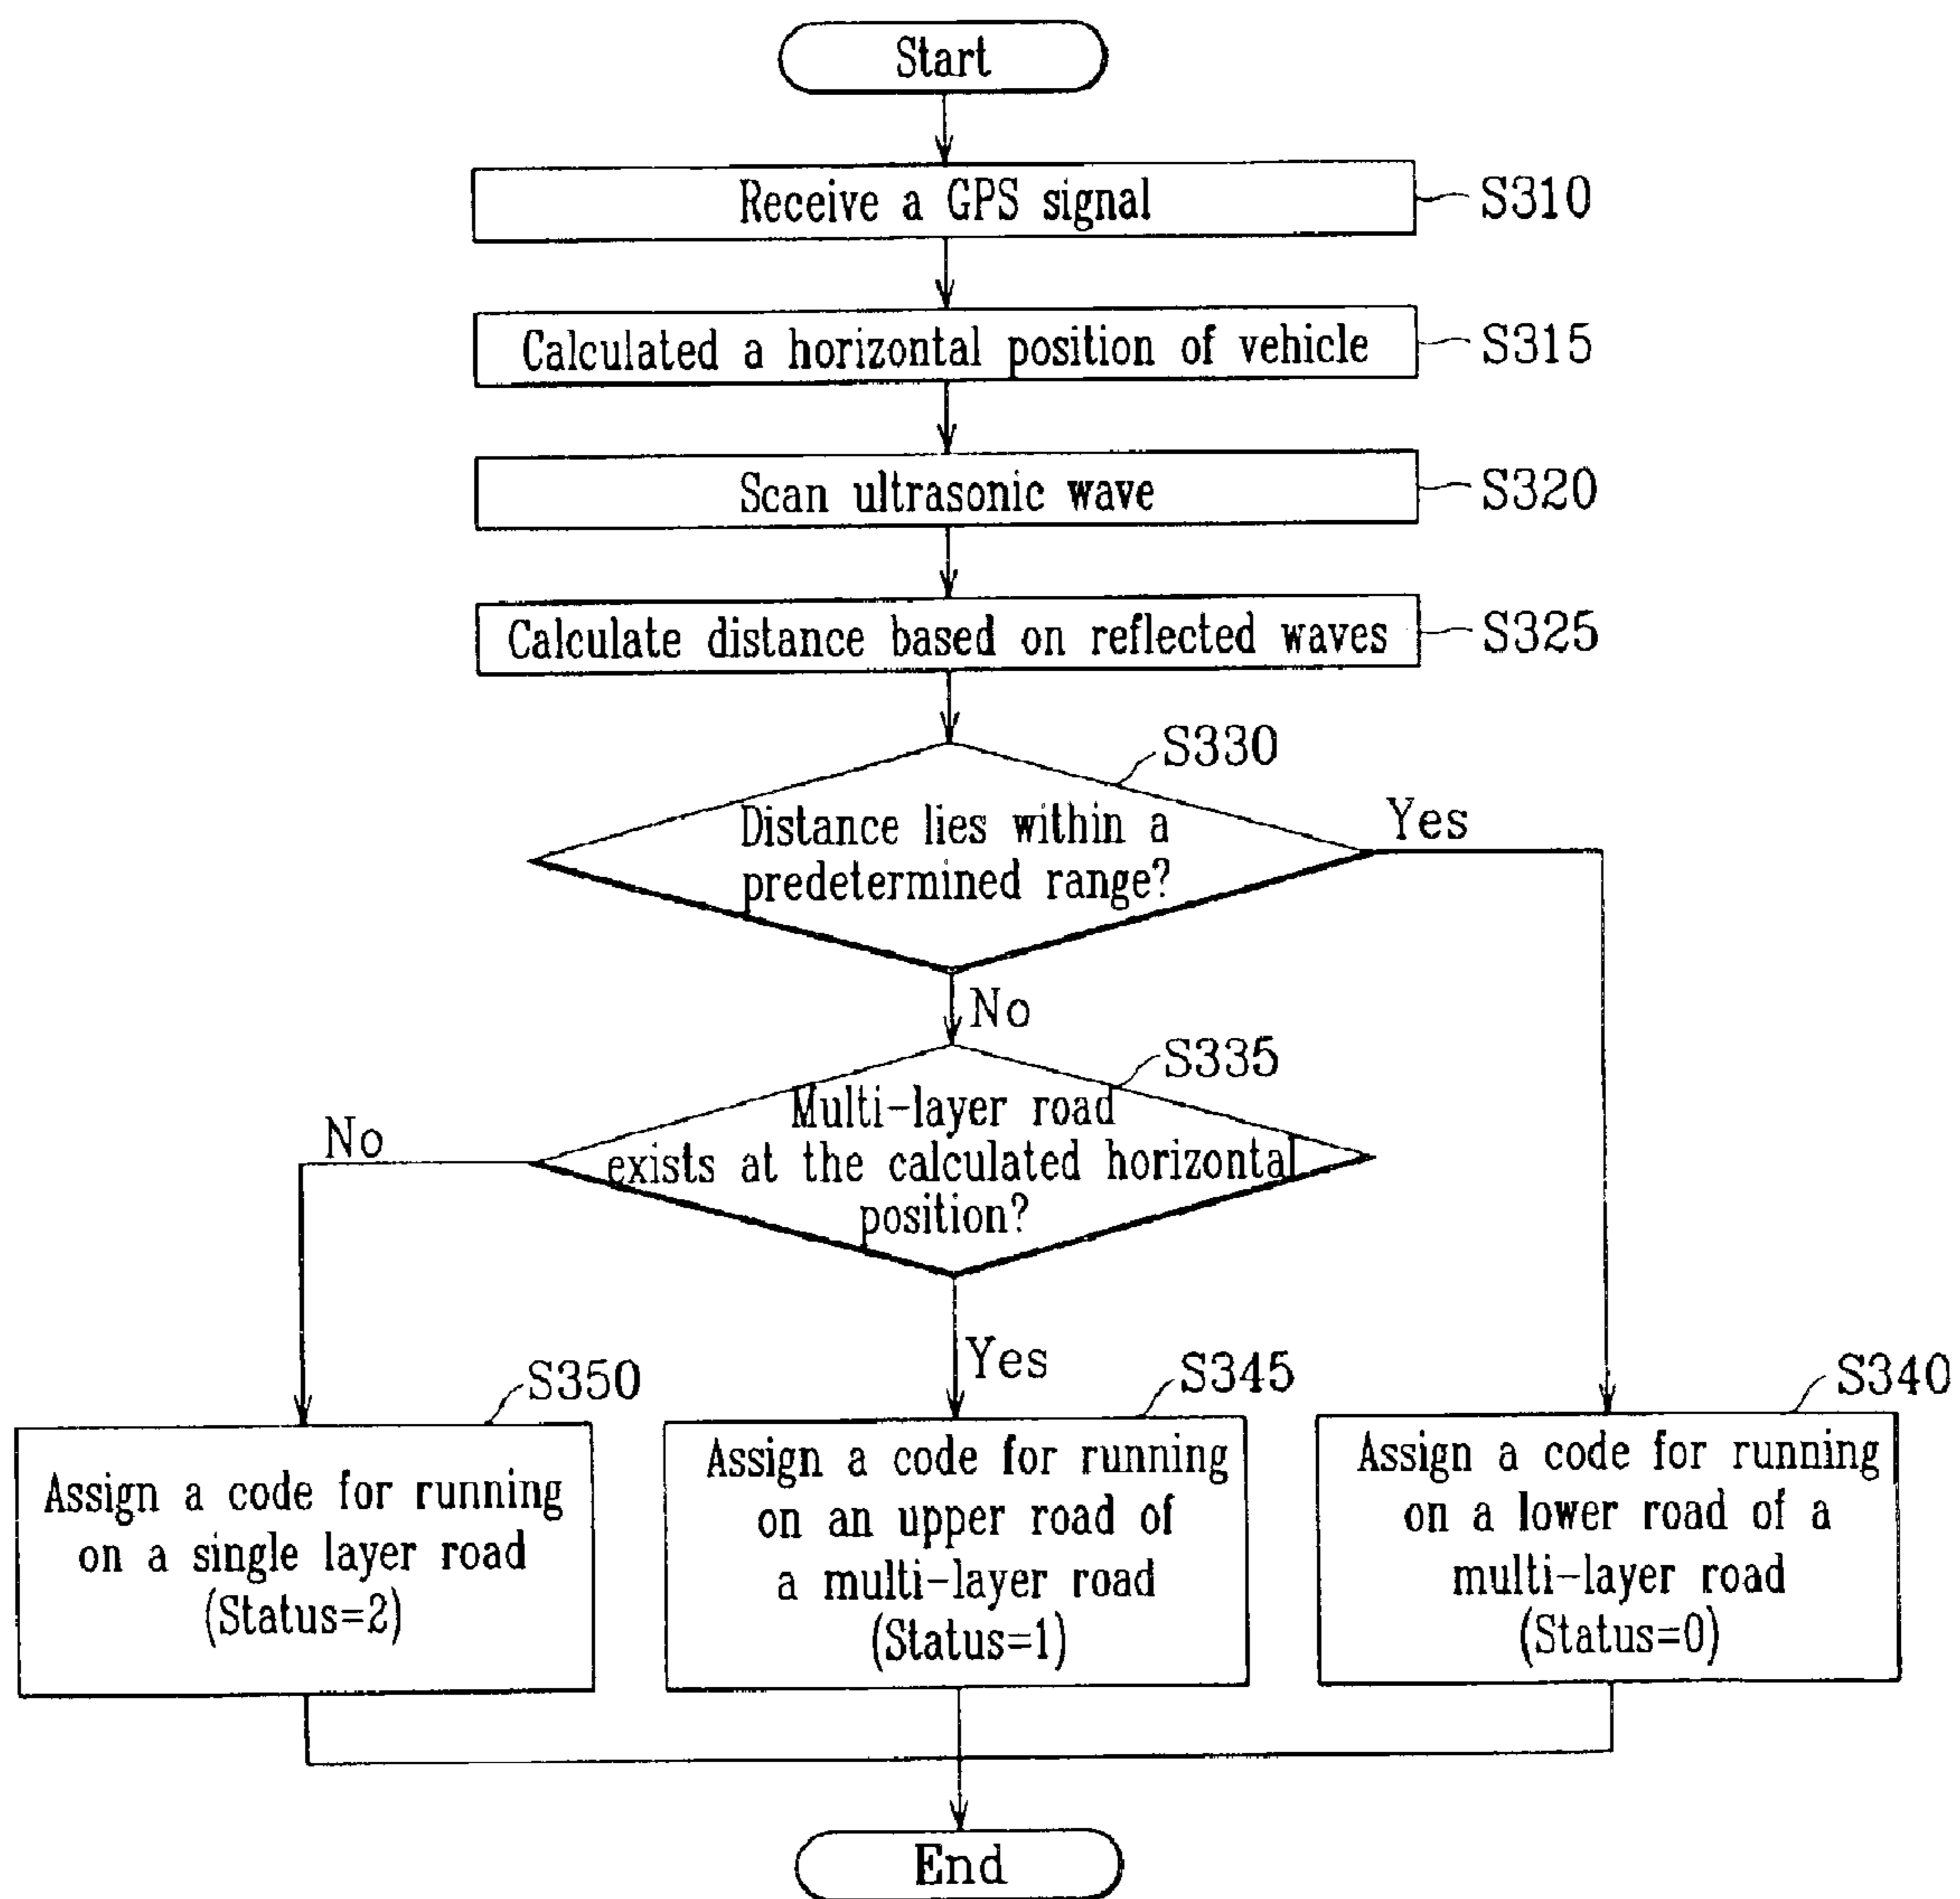 Start
Receive a GPS signal
S310
Calculated a horizontal position of vehicle
S315
Scan ultrasonic wave
S320
Calculate distance based on reflected waves
S325
S330
Distance lies within a
predetermined range?
Yes
No
S335
Multi-layer road
exists at the calculated horizontal
position?
No
Yes
S350
Assign a code for running
on a single layer road
(Status=2)
S345
Assign a code for running
on an upper road of
a multi-layer road
(Status=1)
S340
Assign a code for running
on a lower road of a
multi-layer road
(Status=0)
End